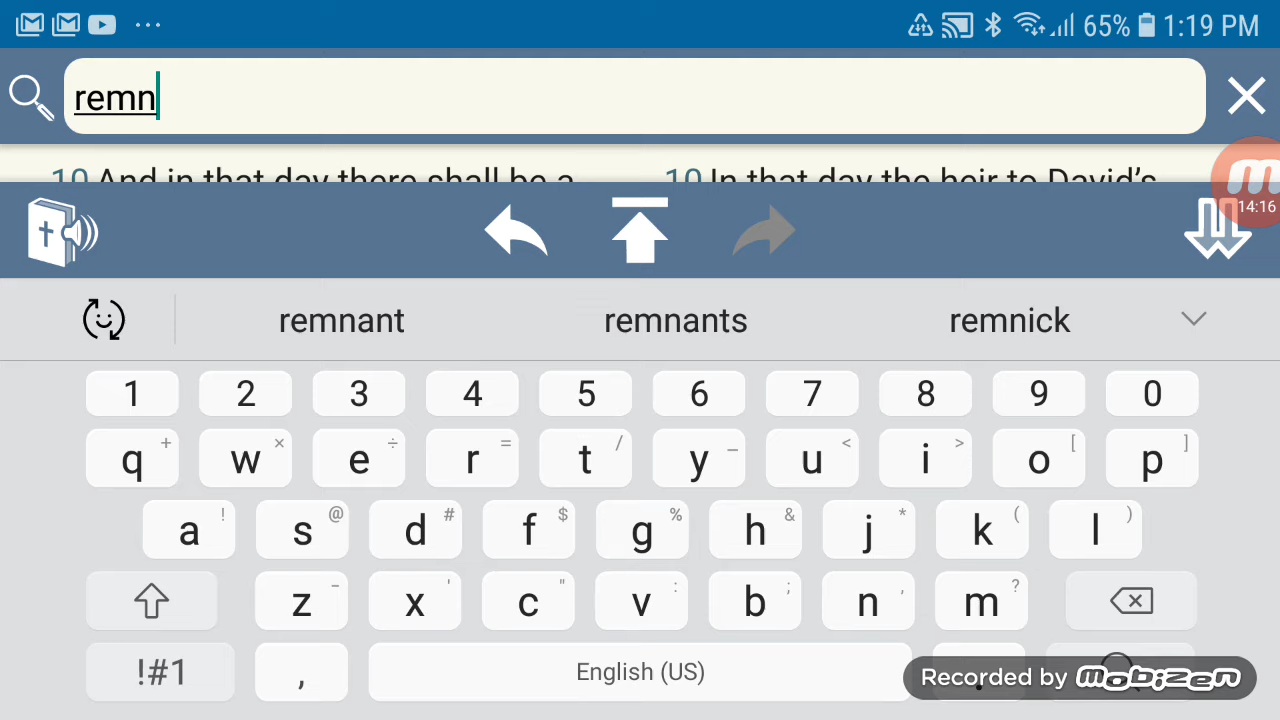 65% 1:19 PM
remn
10 And in that day there shall be a
10 In that day the heir to David's
14:16
remnant remnants remnick
1 2 3 4 5 6 7 8 9 0
q + w × e ÷ r = t / y _ u < i > o [ p ]
a ! s @ d # f $ g % h & j * k ( l )
z - x ' c " v : b ; n , m ?
!#1 , English (US) .
Recorded by mobizen